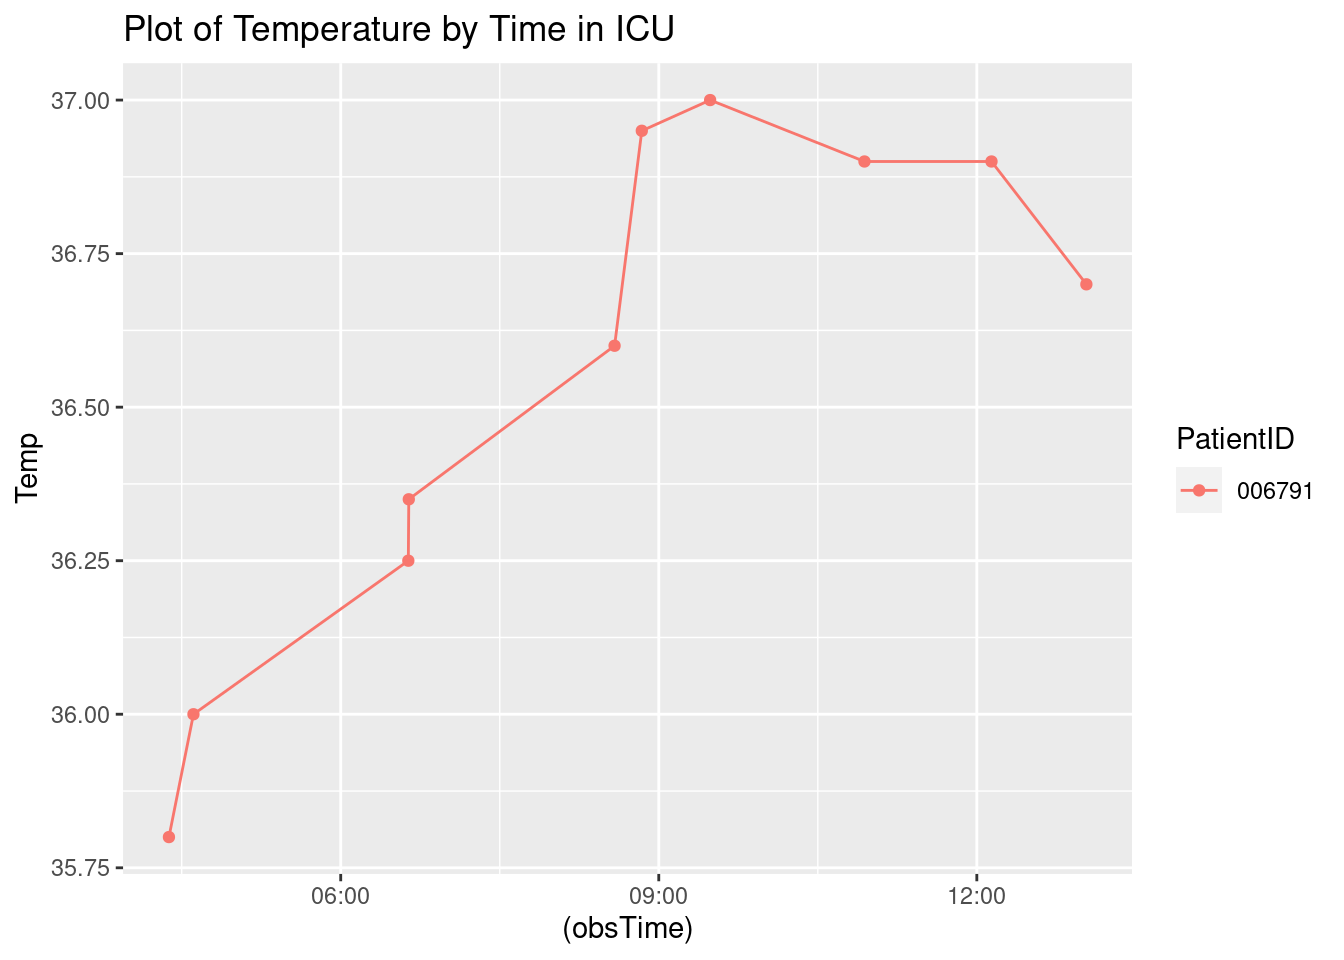 Plot of Temperature by Time in ICU
37.00
36.75
36.50
36.25
36.00
35.75
Temp
06:00 09:00 12:00
(obsTime)
PatientID
006791